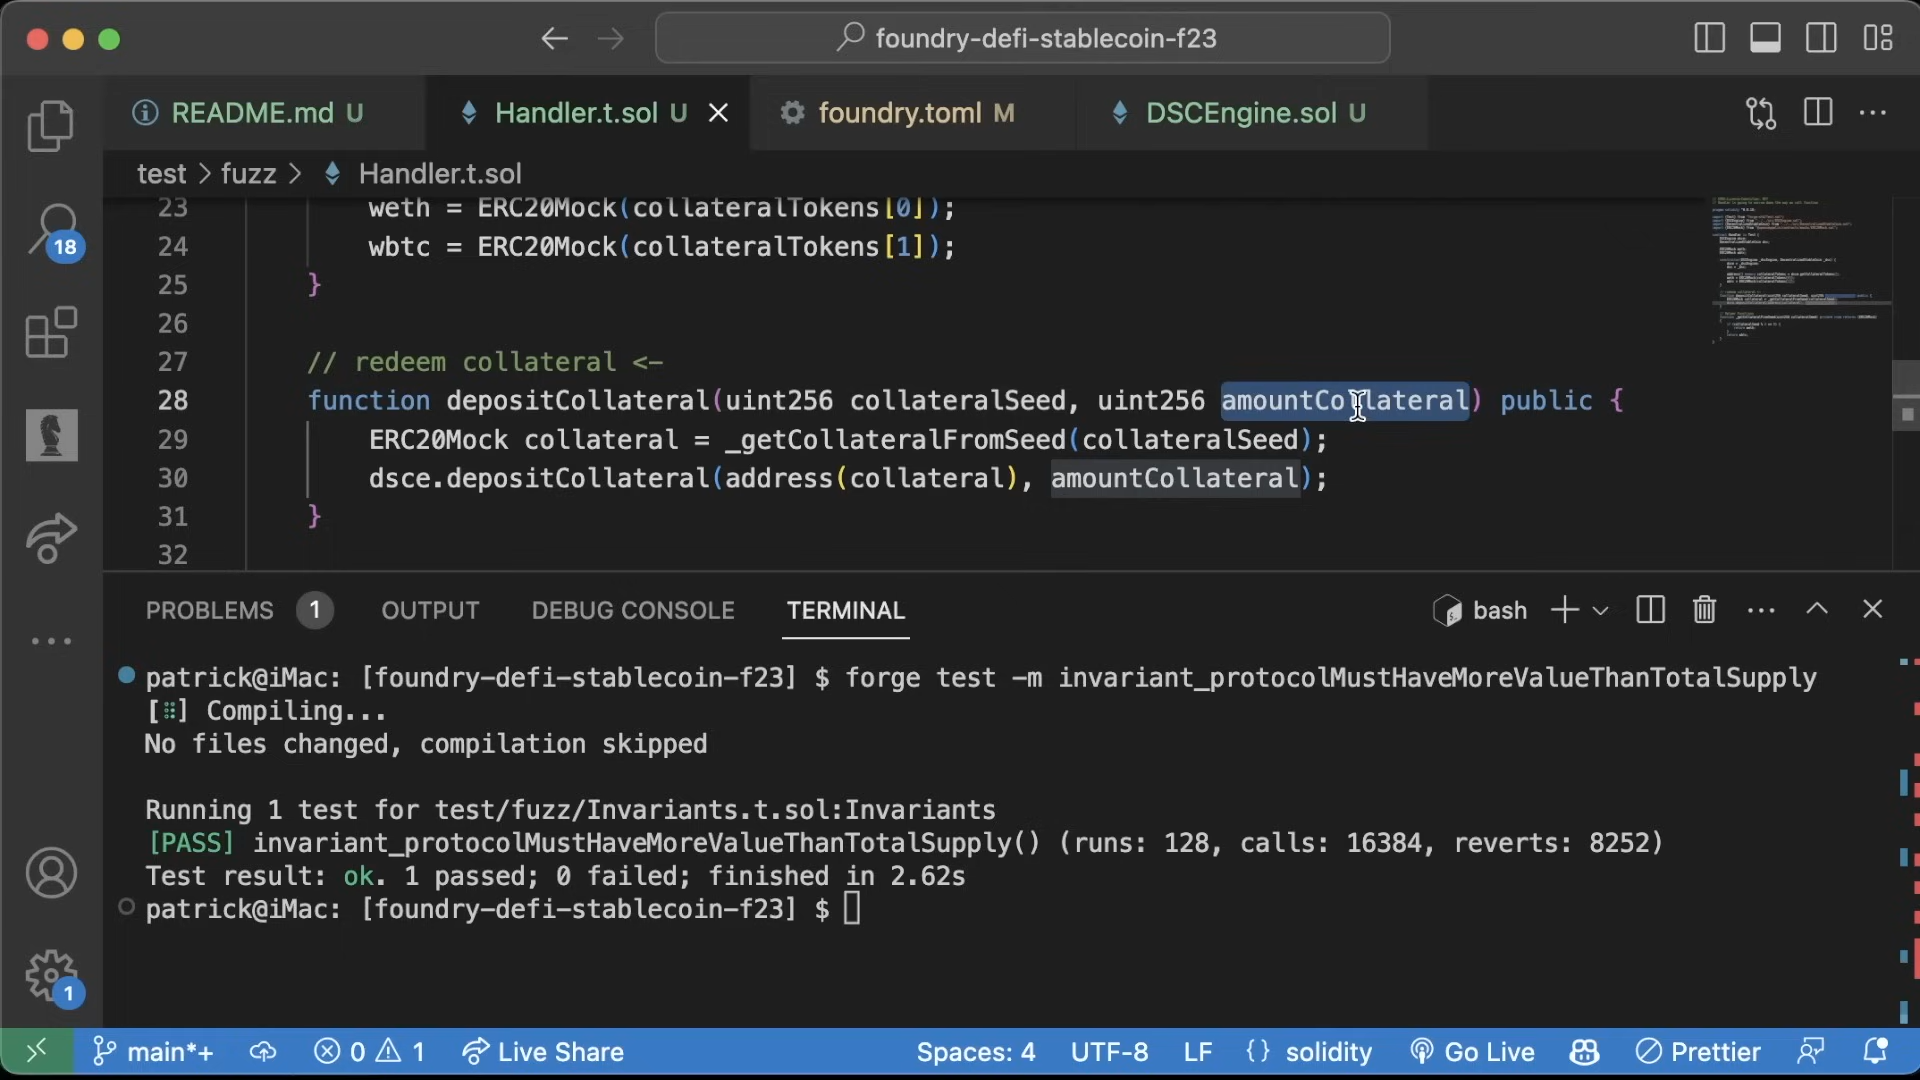 foundry-defi-stablecoin-f23
README.md U
Handler.t.sol U
foundry.toml M
DSCEngine.sol U
test > fuzz > Handler.t.sol
18
23 weth = ERC20Mock(collateralTokens[0]);
24 wbtc = ERC20Mock(collateralTokens[1]);
25 }
26
27 // redeem collateral <-
28 function depositCollateral(uint256 collateralSeed, uint256 amountCollateral) public {
29 ERC20Mock collateral = _getCollateralFromSeed(collateralSeed);
30 dsce.depositCollateral(address(collateral), amountCollateral);
31 }
32
PROBLEMS 1 OUTPUT DEBUG CONSOLE TERMINAL bash
patrick@iMac: [foundry-defi-stablecoin-f23] $ forge test -m invariant_protocolMustHaveMoreValueThanTotalSupply
[⠿] Compiling...
No files changed, compilation skipped
Running 1 test for test/fuzz/Invariants.t.sol:Invariants
[PASS] invariant_protocolMustHaveMoreValueThanTotalSupply() (runs: 128, calls: 16384, reverts: 8252)
Test result: ok. 1 passed; 0 failed; finished in 2.62s
patrick@iMac: [foundry-defi-stablecoin-f23] $
1
main*+ 0 1 Live Share Spaces: 4 UTF-8 LF {} solidity Go Live Prettier